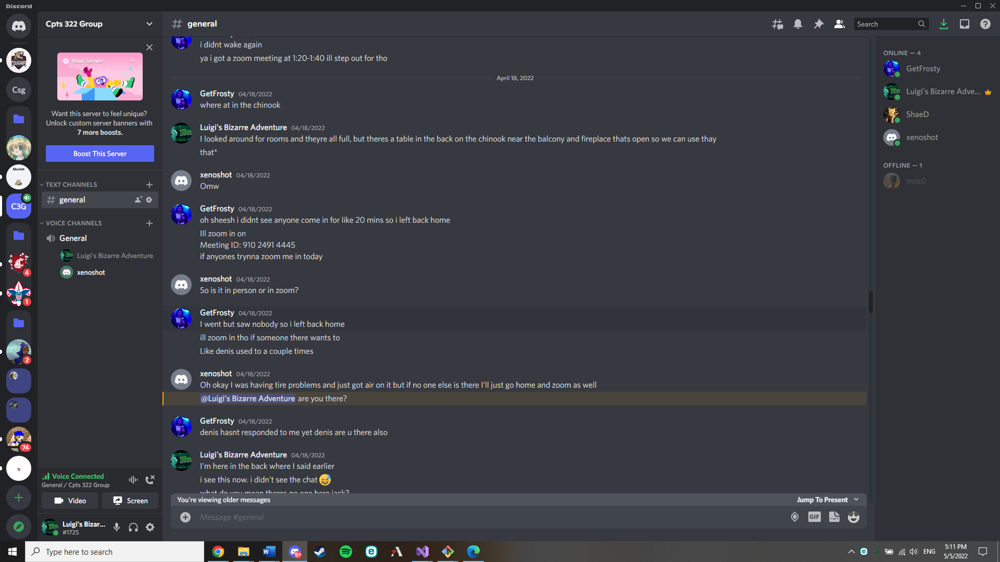 Discord
Cpts 322 Group
general
Search
COUGARS
Csg
Manlett
C3G
4
1
2
74
Your Server
Want this server to feel unique?
Unlock custom server banners with
7 more boosts.
Boost This Server
TEXT CHANNELS
general
VOICE CHANNELS
General
Luigi's Bizarre Adventure
xenoshot
Voice Connected
General / Cpts 322 Group
Video
Screen
Luigi's Bizar...
#1725
i didnt wake again
ya i got a zoom meeting at 1:20-1:40 ill step out for tho
April 18, 2022
GetFrosty 04/18/2022
where at in the chinook
Luigi's Bizarre Adventure 04/18/2022
I looked around for rooms and theyre all full, but theres a table in the back on the chinook near the balcony and fireplace thats open so we can use thay
that*
xenoshot 04/18/2022
Omw
GetFrosty 04/18/2022
oh sheesh i didnt see anyone come in for like 20 mins so i left back home
Ill zoom in on
Meeting ID: 910 2491 4445
if anyones trynna zoom me in today
xenoshot 04/18/2022
So is it in person or in zoom?
GetFrosty 04/18/2022
I went but saw nobody so i left back home
ill zoom in tho if someone there wants to
Like denis used to a couple times
xenoshot 04/18/2022
Oh okay I was having tire problems and just got air on it but if no one else is there I'll just go home and zoom as well
@Luigi's Bizarre Adventure are you there?
GetFrosty 04/18/2022
denis hasnt responded to me yet denis are u there also
Luigi's Bizarre Adventure 04/18/2022
I'm here in the back where I said earlier
i see this now. i didn't see the chat 😅
what do you mean theres no one here jack?
You're viewing older messages
Jump To Present
Message #general
GIF
ONLINE — 4
GetFrosty
Luigi's Bizarre Adve...
ShaeD
xenoshot
OFFLINE — 1
moz0
Type here to search
9+
ENG
5:11 PM
5/5/2022